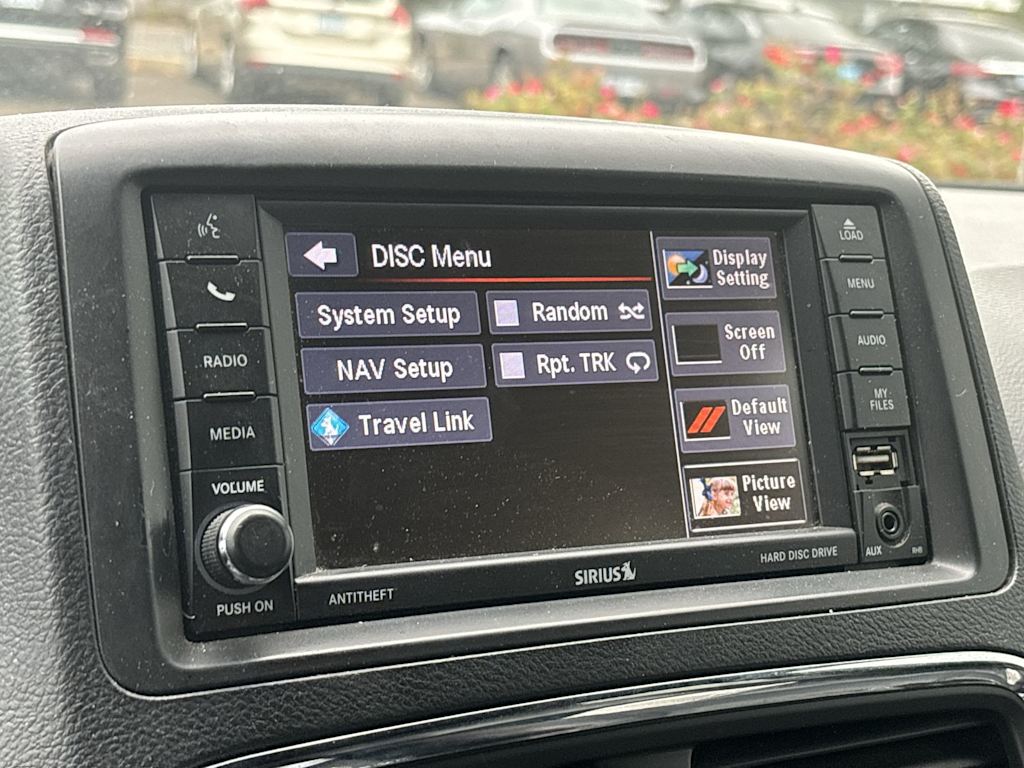 DISC Menu
System Setup
Random
NAV Setup
Rpt. TRK
Travel Link
Display
Setting
Screen
Off
Default
View
Picture
View
RADIO
MEDIA
VOLUME
PUSH ON
ANTITHEFT
SIRIUS
HARD DISC DRIVE
LOAD
MENU
AUDIO
MY
FILES
AUX
RHB